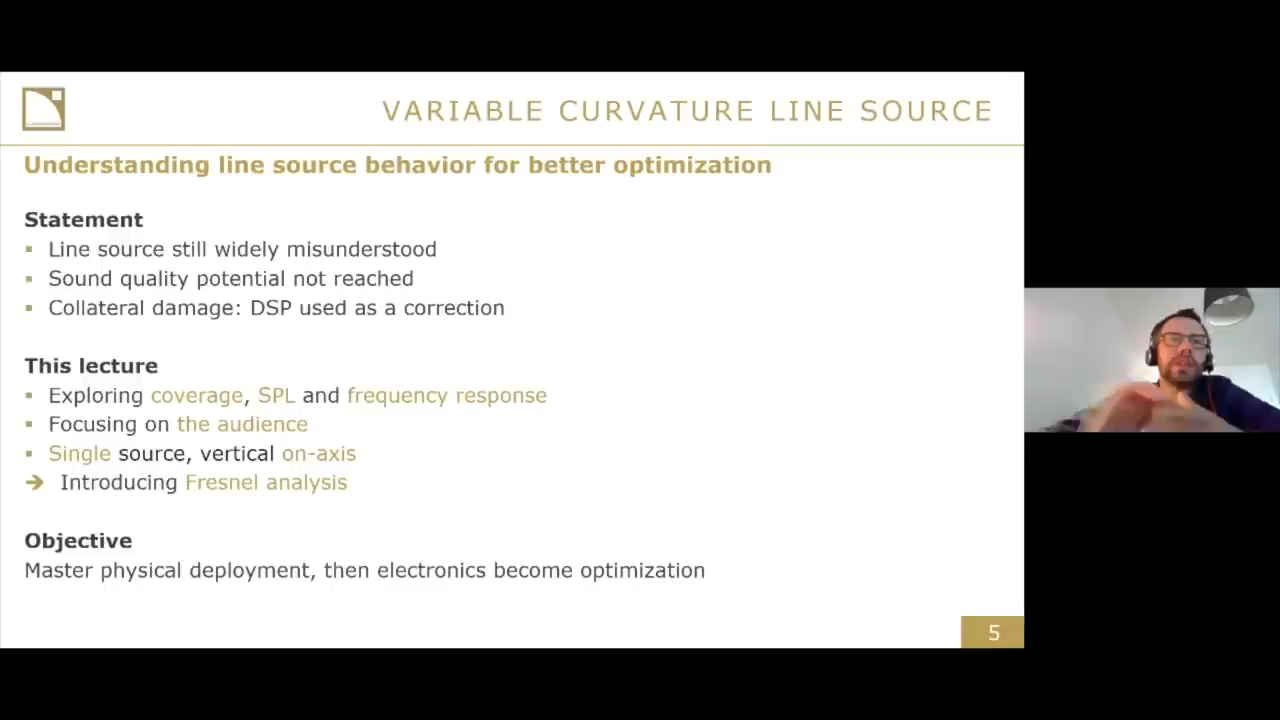 VARIABLE CURVATURE LINE SOURCE
Understanding line source behavior for better optimization
Statement
▪ Line source still widely misunderstood
▪ Sound quality potential not reached
▪ Collateral damage: DSP used as a correction
This lecture
▪ Exploring coverage, SPL and frequency response
▪ Focusing on the audience
▪ Single source, vertical on-axis
➔ Introducing Fresnel analysis
Objective
Master physical deployment, then electronics become optimization
5